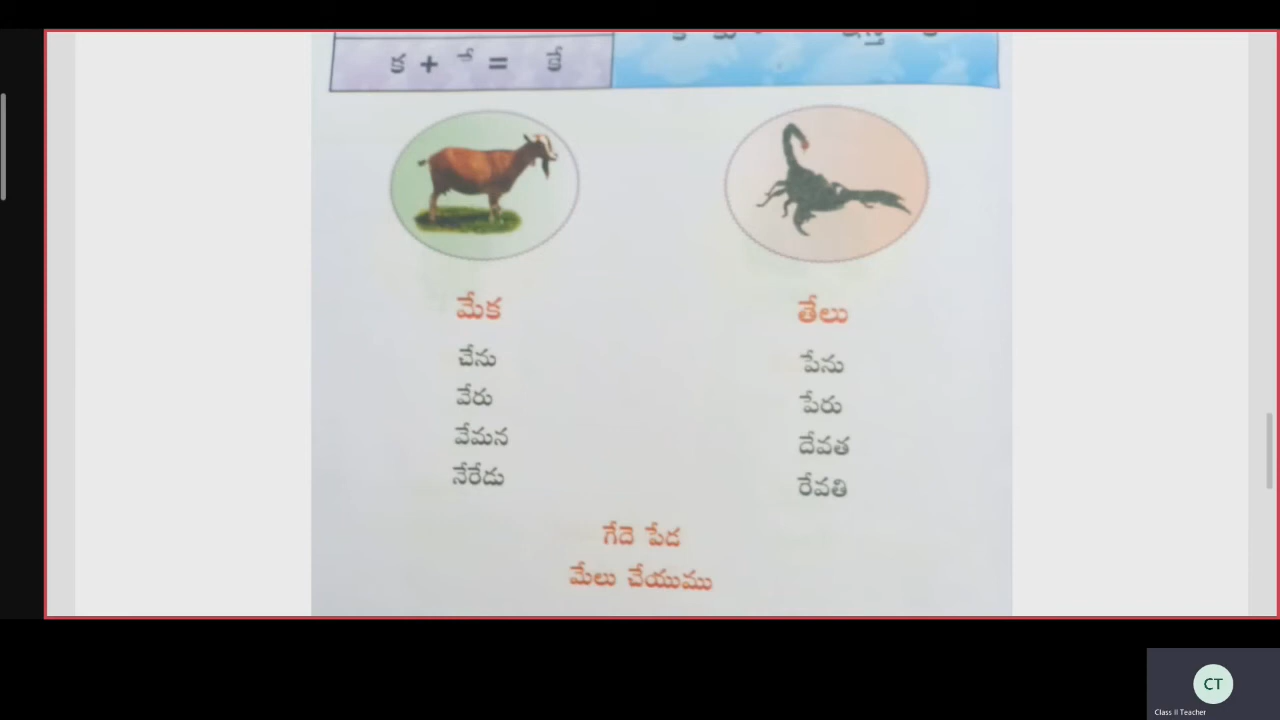 క + ే = కే
మేక
చేను
వేరు
వేమన
నేరేడు
తేలు
పేను
పేరు
దేవత
రేవతి
గేదె పేడ
మేలు చేయుము
CT
Class II Teacher